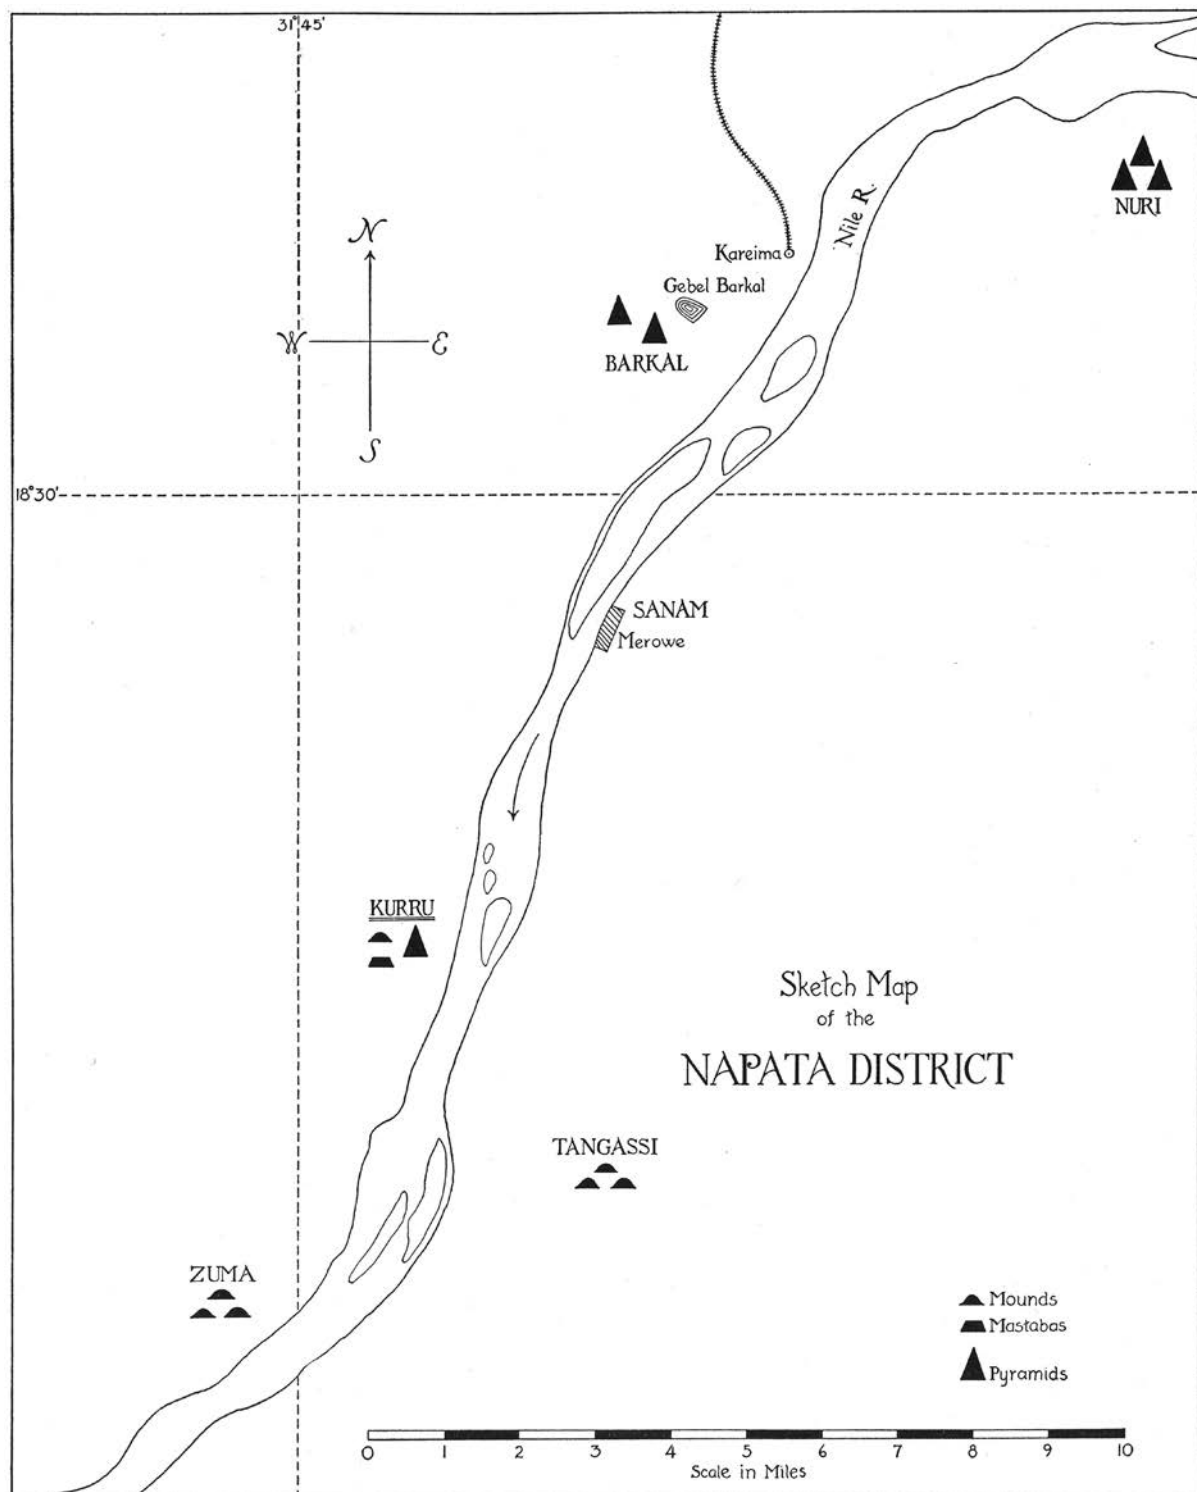 31°45'
Nile R.
NURI
Kareima
Gebel Barkal
BARKAL
N
W
E
S
18°30'
SANAM
Merowe
KURRU
Sketch Map
of the
NAPATA DISTRICT
TANGASSI
ZUMA
Mounds
Mastabas
Pyramids
0 1 2 3 4 5 6 7 8 9 10
Scale in Miles